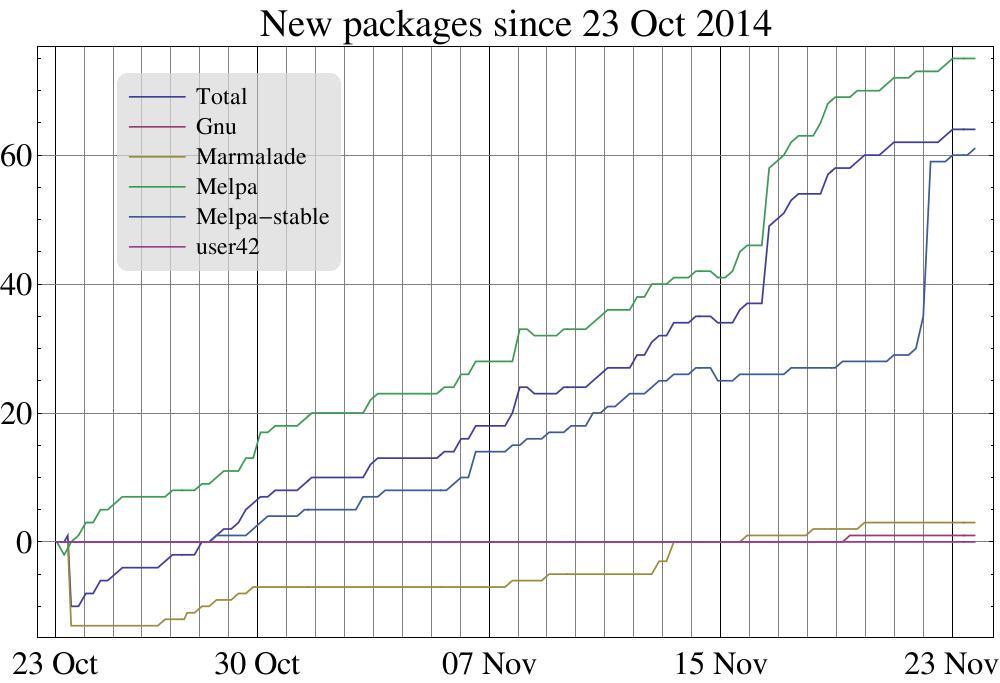 New packages since 23 Oct 2014
Total
Gnu
Marmalade
Melpa
Melpa−stable
user42
60
40
20
0
23 Oct 30 Oct 07 Nov 15 Nov 23 Nov